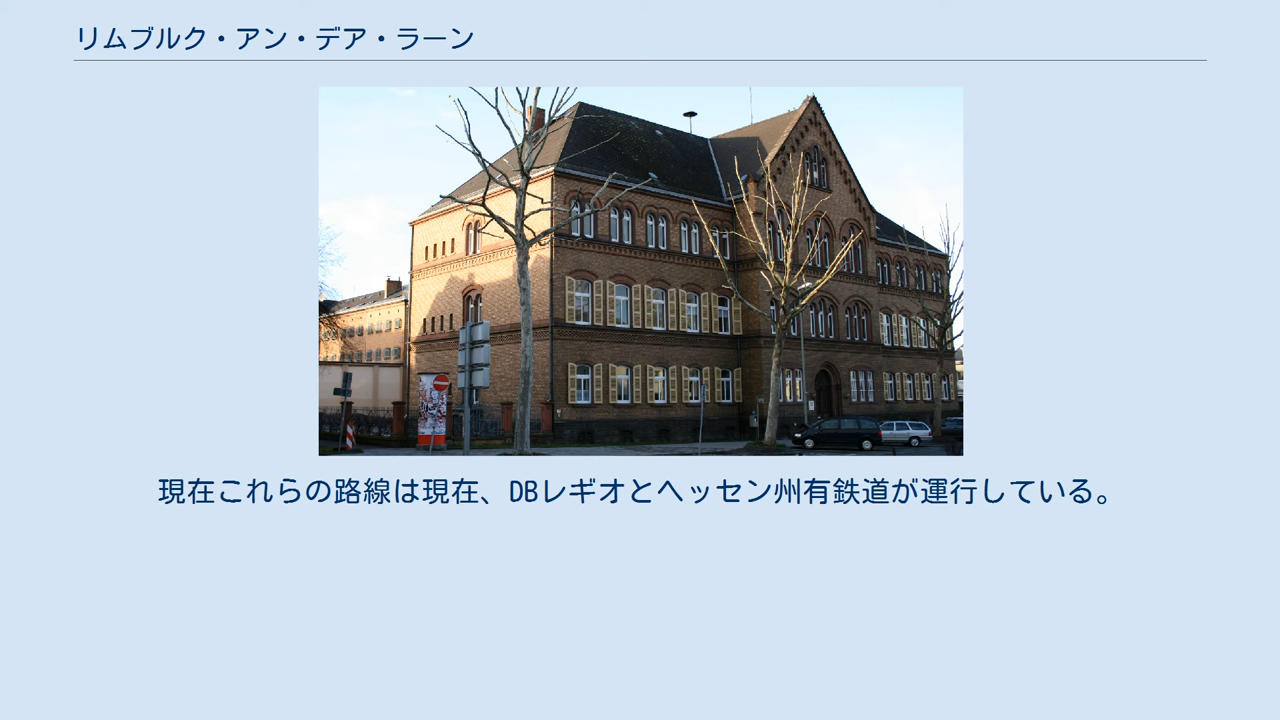 リムブルク・アン・デア・ラーン
現在これらの路線は現在、DBレギオとヘッセン州有鉄道が運行している。